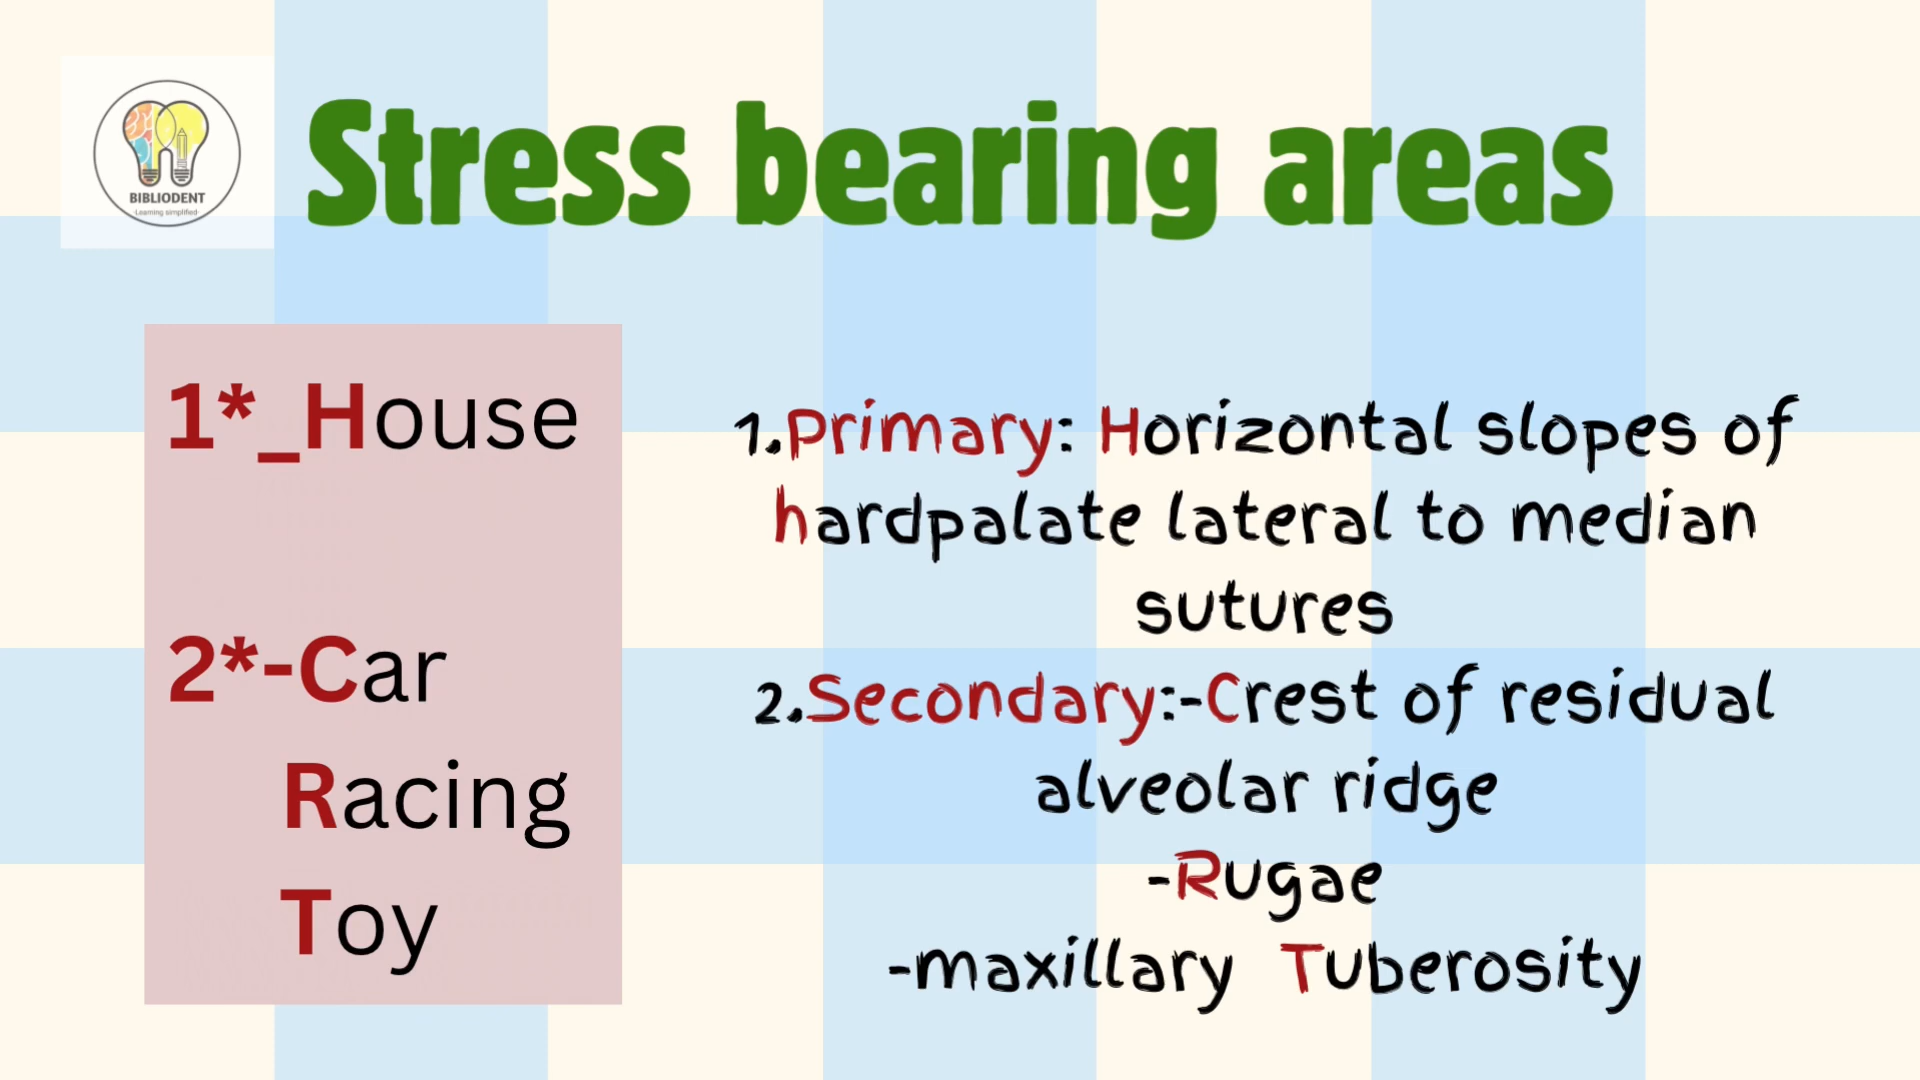 BIBLIODENT
-Learning simplified-
Stress bearing areas
1*_House
2*-Car
Racing
Toy
1.Primary: Horizontal slopes of
hardpalate lateral to median
sutures
2.Secondary:-Crest of residual
alveolar ridge
-Rugae
-maxillary Tuberosity